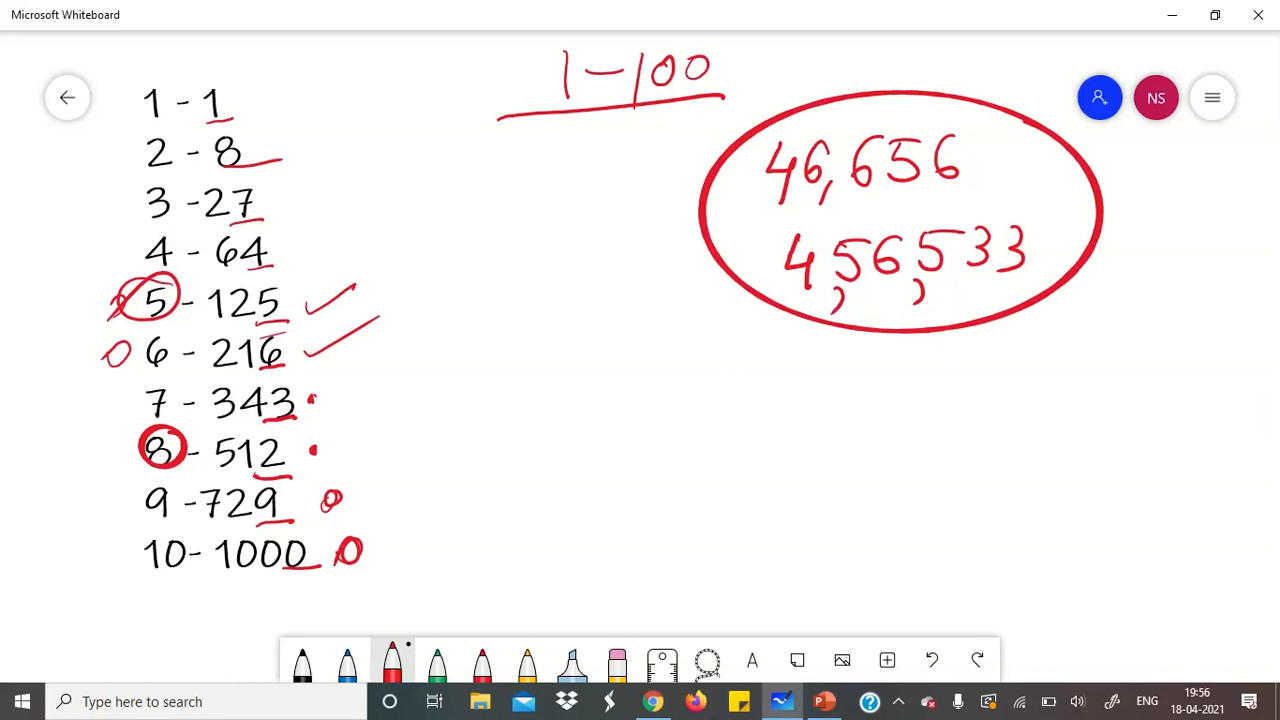 Microsoft Whiteboard
1 - 100
1 - 1
2 - 8
3 - 27
4 - 64
5 - 125
6 - 216
7 - 343
8 - 512
9 - 729
10 - 1000
46,656
4,56,533
NS
A
Type here to search
ENG
19:56
18-04-2021